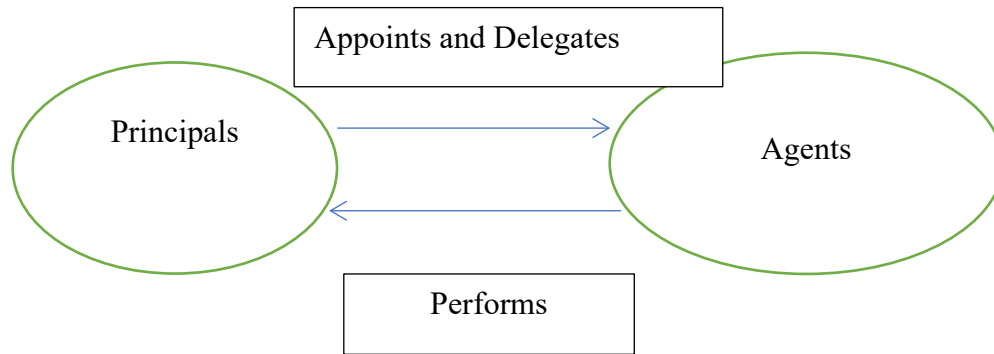 Appoints and Delegates
Principals
Agents
Performs